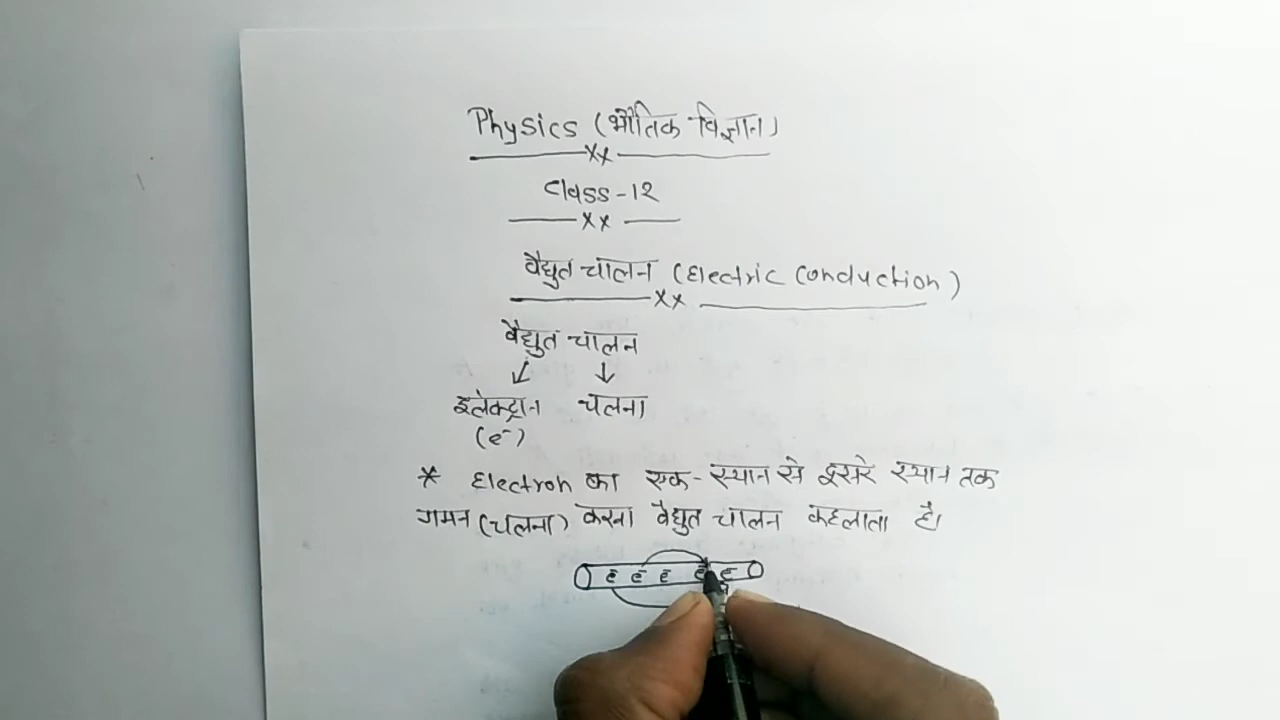 Physics (भौतिक विज्ञान)
Class-12
वैद्युत चालन (Electric Conduction)
वैद्युत चालन
इलेक्ट्रान चलना
(e⁻)
* Electron का एक-स्थान से दूसरे स्थान तक
गमन (चलना) करना वैद्युत चालन कहलाता है।
e⁻ e⁻ e⁻ e⁻ e⁻